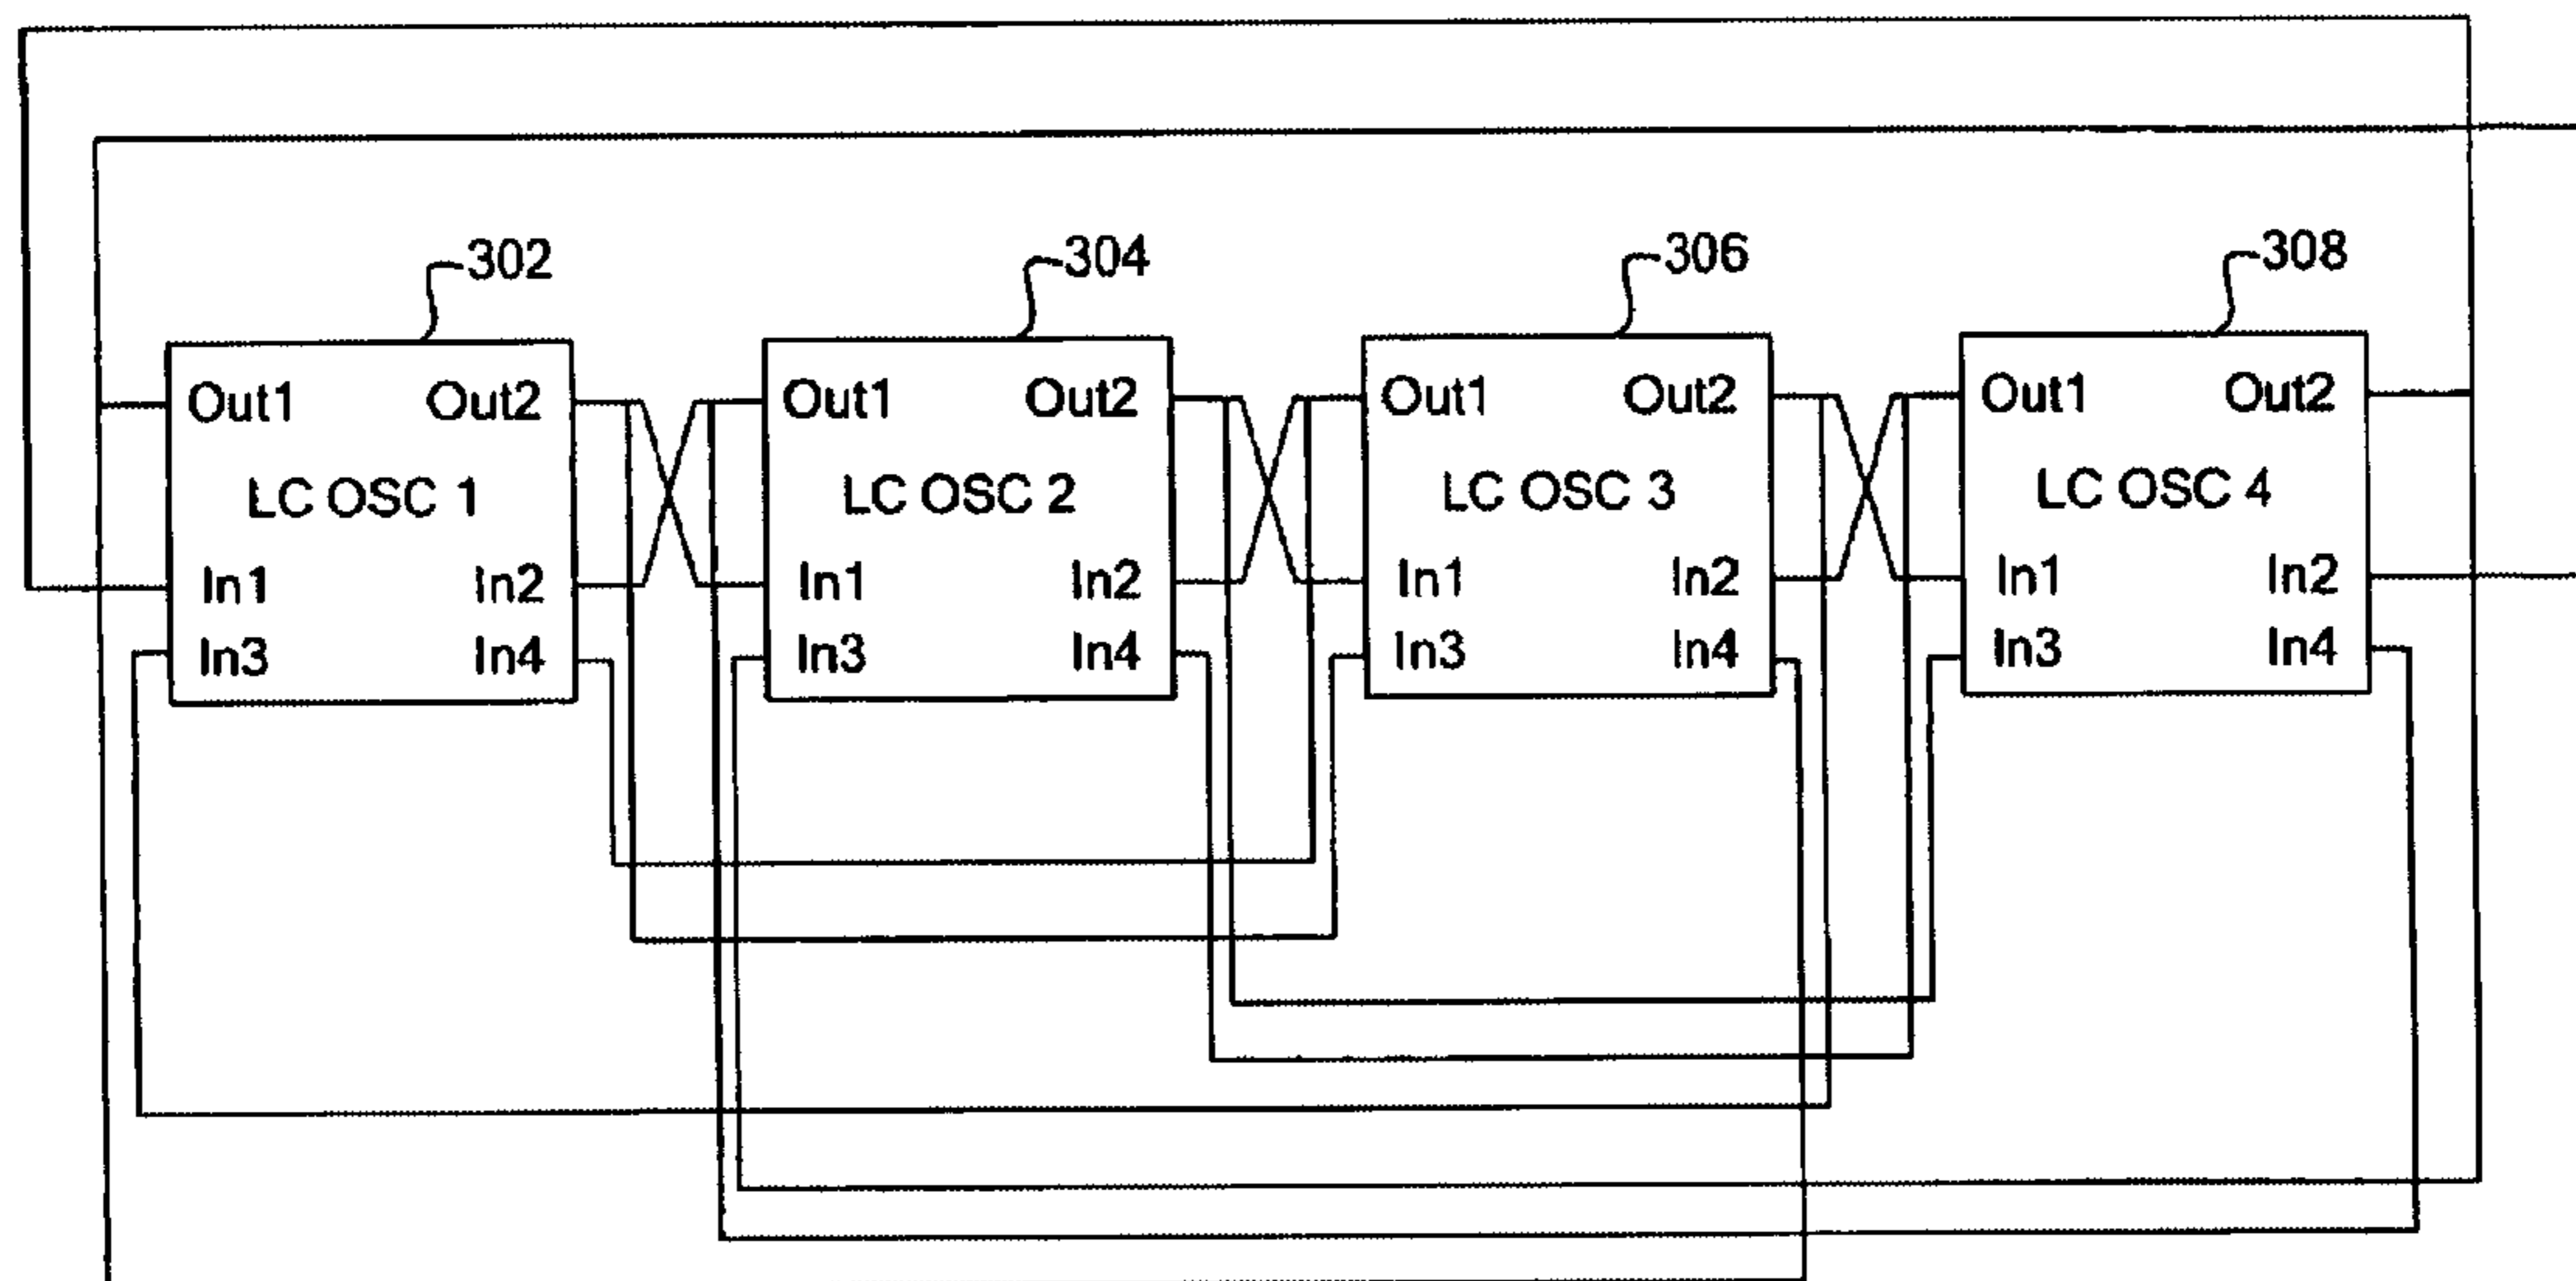 302
304
306
308
Out1 Out2
LC OSC 1
In1 In2
In3 In4
Out1 Out2
LC OSC 2
In1 In2
In3 In4
Out1 Out2
LC OSC 3
In1 In2
In3 In4
Out1 Out2
LC OSC 4
In1 In2
In3 In4